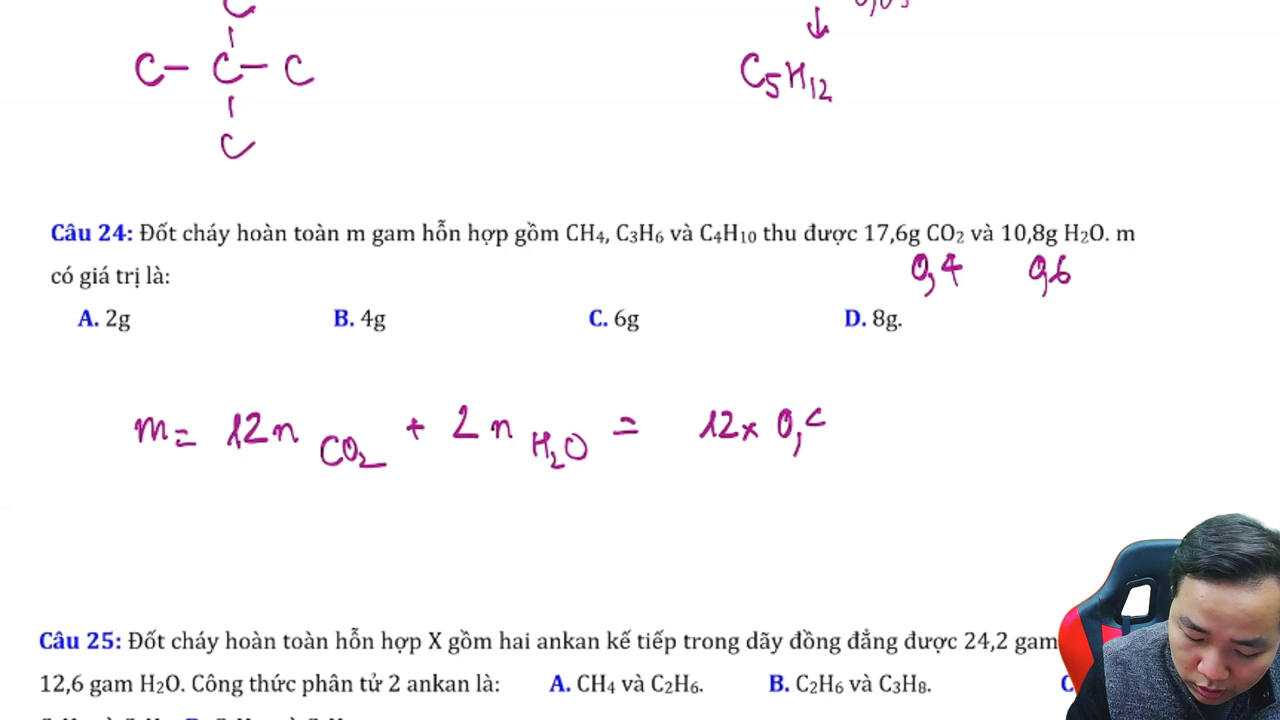 C
C – C – C
C
C5H12
Câu 24: Đốt cháy hoàn toàn m gam hỗn hợp gồm CH4, C3H6 và C4H10 thu được 17,6g CO2 và 10,8g H2O. m
có giá trị là:
0,4 0,6
A. 2g B. 4g C. 6g D. 8g.
m = 12n CO2 + 2n H2O = 12x 0,
Câu 25: Đốt cháy hoàn toàn hỗn hợp X gồm hai ankan kế tiếp trong dãy đồng đẳng được 24,2 gam
12,6 gam H2O. Công thức phân tử 2 ankan là: A. CH4 và C2H6. B. C2H6 và C3H8. C